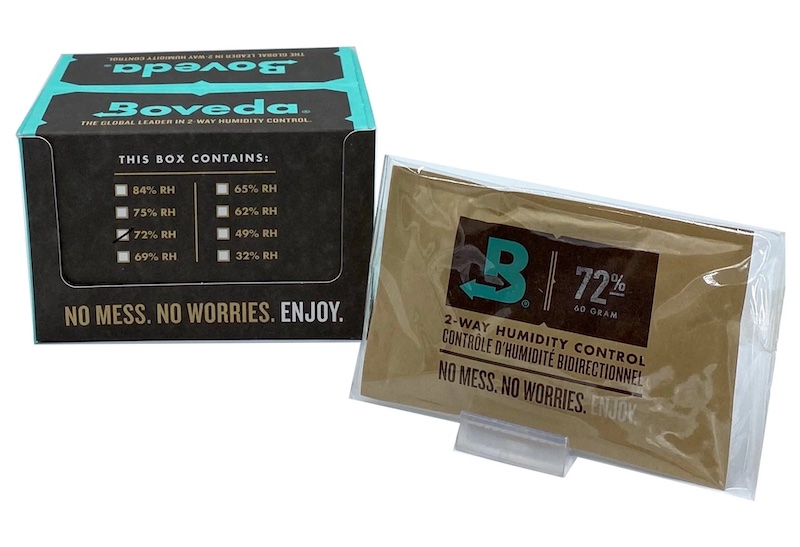 THE GLOBAL LEADER IN 2-WAY HUMIDITY CONTROL.
Boveda®
Boveda®
THE GLOBAL LEADER IN 2-WAY HUMIDITY CONTROL.
THIS BOX CONTAINS:
84% RH
75% RH
72% RH
69% RH
65% RH
62% RH
49% RH
32% RH
NO MESS. NO WORRIES. ENJOY.
B®
72%
60 GRAM
2-WAY HUMIDITY CONTROL
CONTRÔLE D'HUMIDITÉ BIDIRECTIONNEL
NO MESS. NO WORRIES. ENJOY.